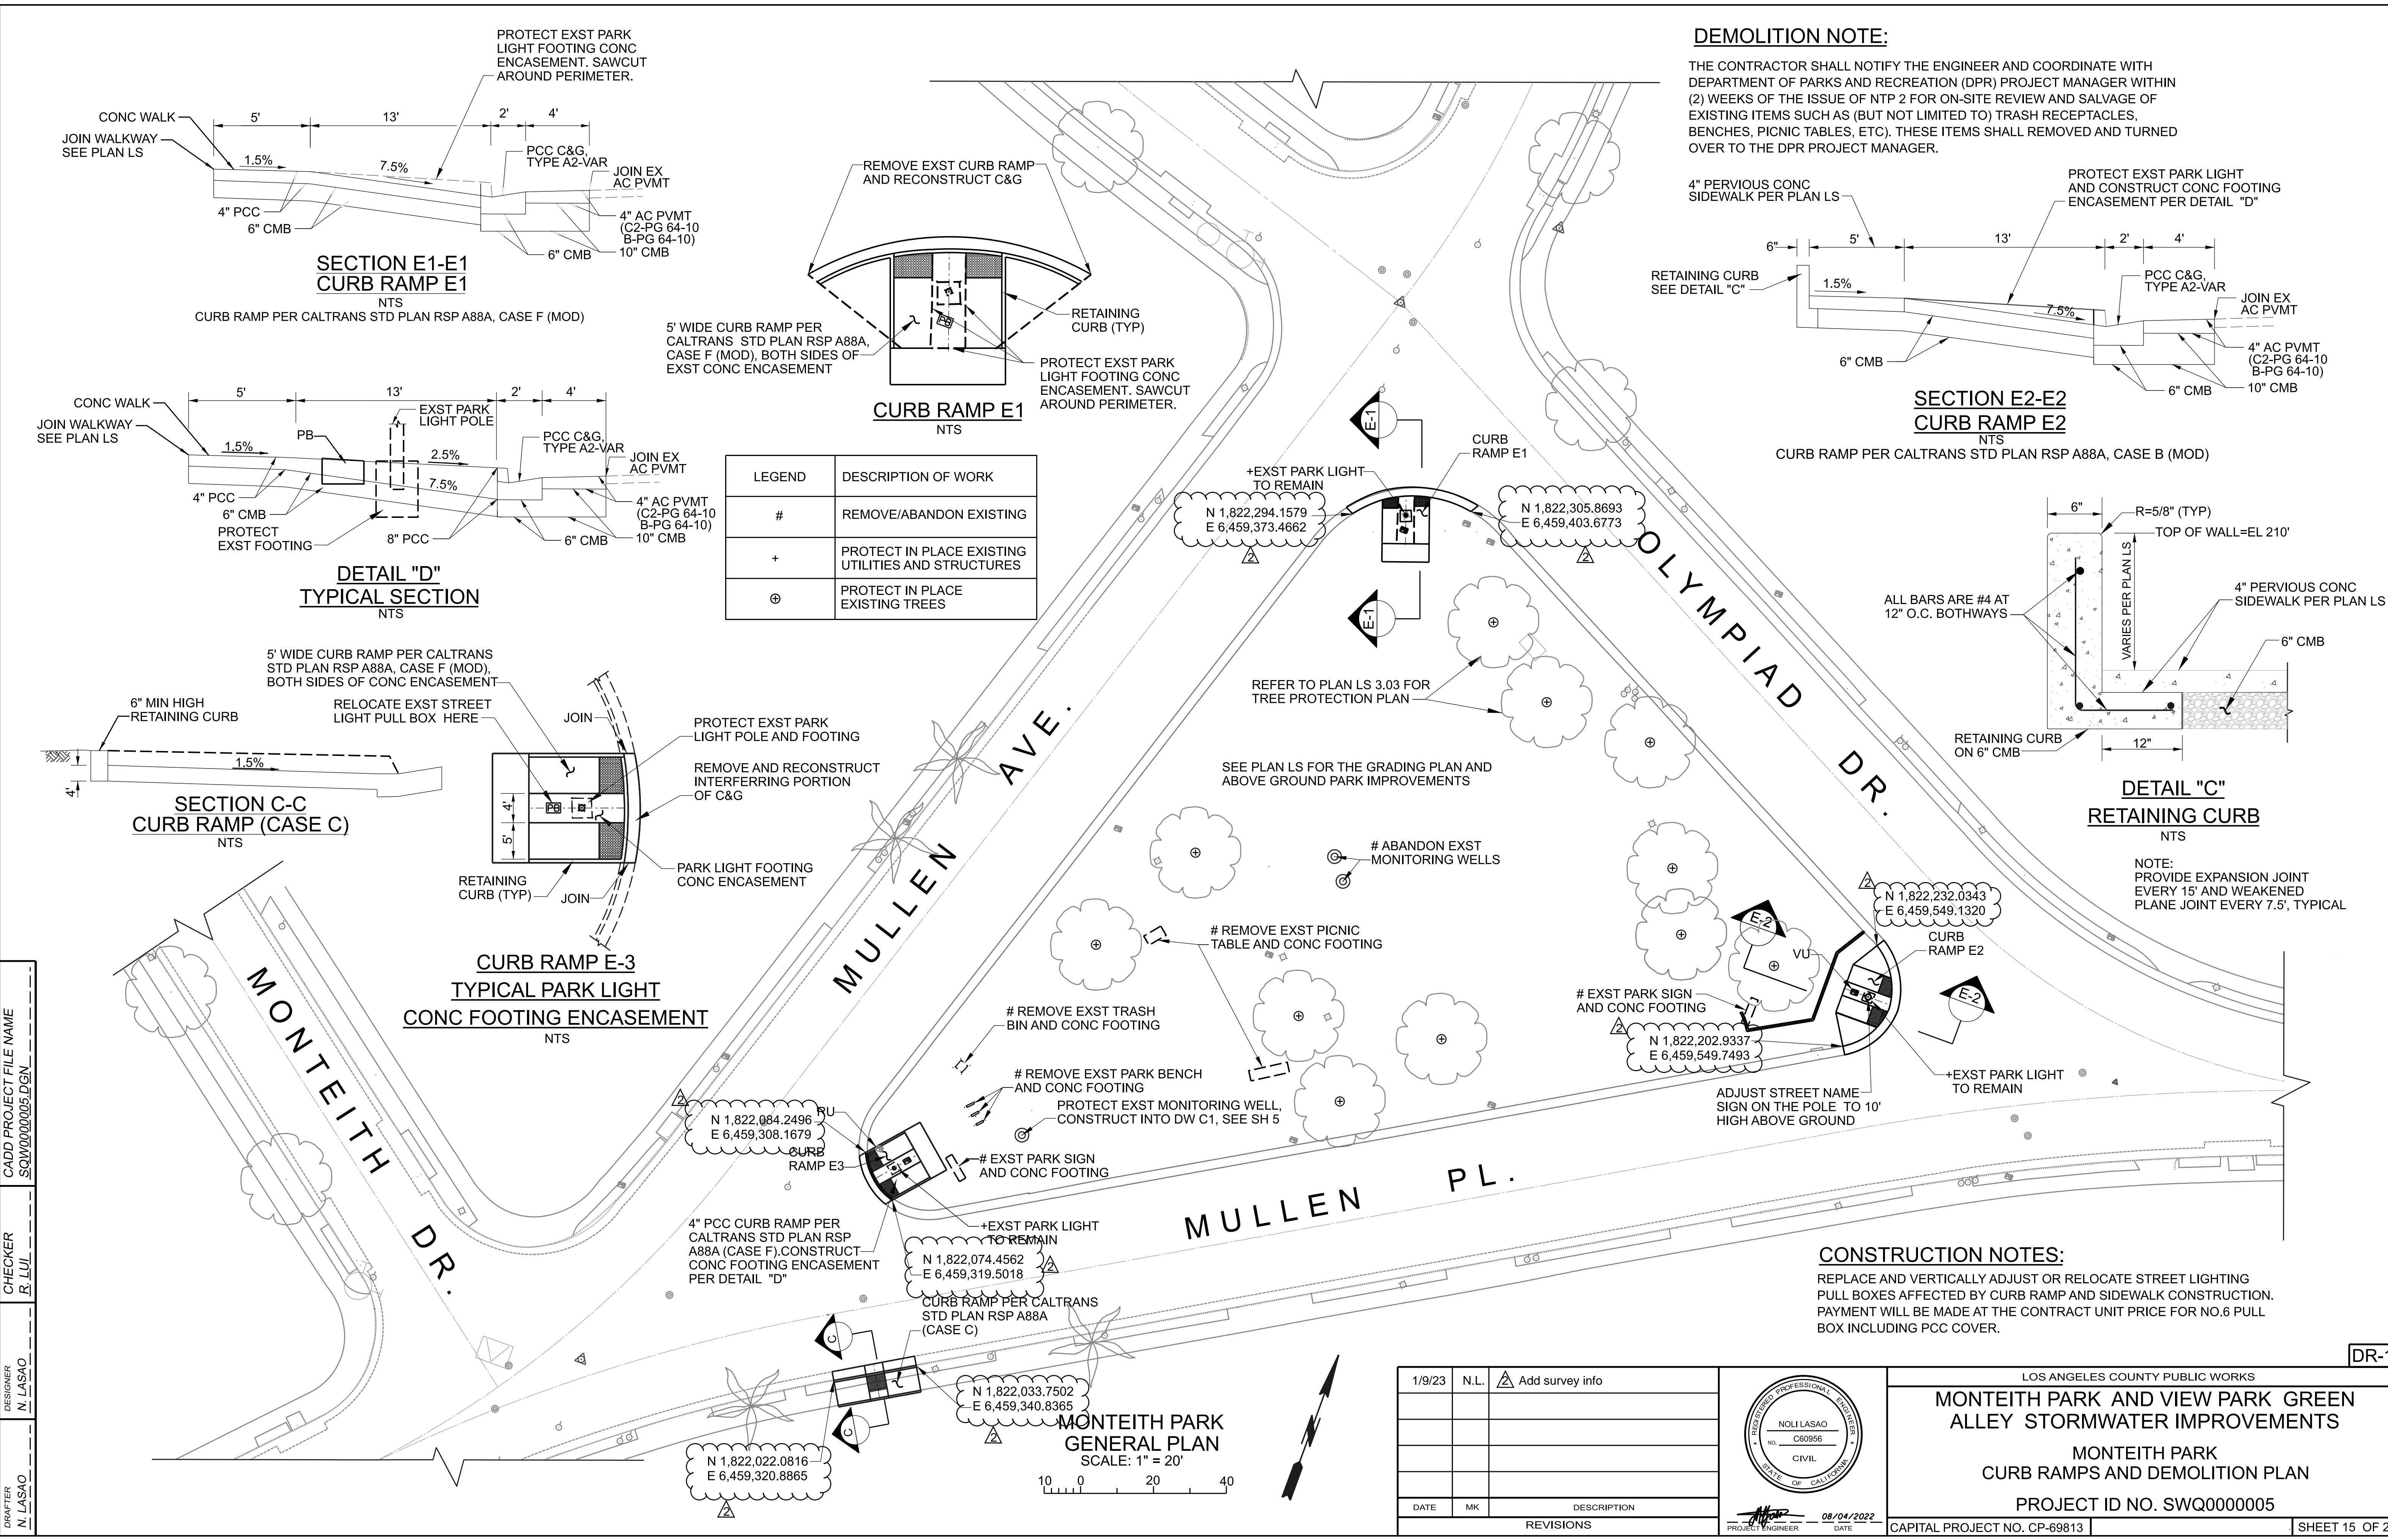 PROTECT EXST PARK
LIGHT FOOTING CONC
ENCASEMENT. SAWCUT
AROUND PERIMETER.
CONC WALK
JOIN WALKWAY
SEE PLAN LS
5'
13'
2'
4'
1.5%
7.5%
PCC C&G,
TYPE A2-VAR
JOIN EX
AC PVMT
4" PCC
6" CMB
4" AC PVMT
(C2-PG 64-10
B-PG 64-10)
6" CMB
10" CMB
SECTION E1-E1
CURB RAMP E1
NTS
CURB RAMP PER CALTRANS STD PLAN RSP A88A, CASE F (MOD)
5'
13'
2'
4'
CONC WALK
JOIN WALKWAY
SEE PLAN LS
PB
EXST PARK
LIGHT POLE
1.5%
2.5%
7.5%
PCC C&G,
TYPE A2-VAR
JOIN EX
AC PVMT
4" PCC
6" CMB
PROTECT
EXST FOOTING
8" PCC
6" CMB
4" AC PVMT
(C2-PG 64-10
B-PG 64-10)
10" CMB
DETAIL "D"
TYPICAL SECTION
NTS
REMOVE EXST CURB RAMP
AND RECONSTRUCT C&G
RETAINING
CURB (TYP)
5' WIDE CURB RAMP PER
CALTRANS STD PLAN RSP A88A,
CASE F (MOD), BOTH SIDES OF
EXST CONC ENCASEMENT
PB
PROTECT EXST PARK
LIGHT FOOTING CONC
ENCASEMENT. SAWCUT
AROUND PERIMETER.
CURB RAMP E1
NTS
LEGEND
DESCRIPTION OF WORK
#
REMOVE/ABANDON EXISTING
+
PROTECT IN PLACE EXISTING
UTILITIES AND STRUCTURES
⊕
PROTECT IN PLACE
EXISTING TREES
6" MIN HIGH
RETAINING CURB
1.5%
4'
SECTION C-C
CURB RAMP (CASE C)
NTS
5' WIDE CURB RAMP PER CALTRANS
STD PLAN RSP A88A, CASE F (MOD),
BOTH SIDES OF CONC ENCASEMENT
RELOCATE EXST STREET
LIGHT PULL BOX HERE
JOIN
PROTECT EXST PARK
LIGHT POLE AND FOOTING
REMOVE AND RECONSTRUCT
INTERFERRING PORTION
OF C&G
PB
4'
5'
PARK LIGHT FOOTING
CONC ENCASEMENT
RETAINING
CURB (TYP)
JOIN
CURB RAMP E-3
TYPICAL PARK LIGHT
CONC FOOTING ENCASEMENT
NTS
DEMOLITION NOTE:
THE CONTRACTOR SHALL NOTIFY THE ENGINEER AND COORDINATE WITH
DEPARTMENT OF PARKS AND RECREATION (DPR) PROJECT MANAGER WITHIN
(2) WEEKS OF THE ISSUE OF NTP 2 FOR ON-SITE REVIEW AND SALVAGE OF
EXISTING ITEMS SUCH AS (BUT NOT LIMITED TO) TRASH RECEPTACLES,
BENCHES, PICNIC TABLES, ETC). THESE ITEMS SHALL REMOVED AND TURNED
OVER TO THE DPR PROJECT MANAGER.
4" PERVIOUS CONC
SIDEWALK PER PLAN LS
PROTECT EXST PARK LIGHT
AND CONSTRUCT CONC FOOTING
ENCASEMENT PER DETAIL "D"
6"
5'
13'
2'
4'
RETAINING CURB
SEE DETAIL "C"
1.5%
7.5%
PCC C&G,
TYPE A2-VAR
JOIN EX
AC PVMT
6" CMB
4" AC PVMT
(C2-PG 64-10
B-PG 64-10)
6" CMB
10" CMB
SECTION E2-E2
CURB RAMP E2
NTS
CURB RAMP PER CALTRANS STD PLAN RSP A88A, CASE B (MOD)
6"
R=5/8" (TYP)
TOP OF WALL=EL 210'
VARIES PER PLAN LS
ALL BARS ARE #4 AT
12" O.C. BOTHWAYS
4" PERVIOUS CONC
SIDEWALK PER PLAN LS
6" CMB
RETAINING CURB
ON 6" CMB
12"
DETAIL "C"
RETAINING CURB
NTS
NOTE:
PROVIDE EXPANSION JOINT
EVERY 15' AND WEAKENED
PLANE JOINT EVERY 7.5', TYPICAL
E-1
CURB
RAMP E1
+EXST PARK LIGHT
TO REMAIN
N 1,822,294.1579
E 6,459,373.4662
2
N 1,822,305.8693
E 6,459,403.6773
2
E-1
OLYMPIAD DR.
REFER TO PLAN LS 3.03 FOR
TREE PROTECTION PLAN
MULLEN AVE.
SEE PLAN LS FOR THE GRADING PLAN AND
ABOVE GROUND PARK IMPROVEMENTS
# ABANDON EXST
MONITORING WELLS
# REMOVE EXST PICNIC
TABLE AND CONC FOOTING
2
N 1,822,232.0343
E 6,459,549.1320
CURB
RAMP E2
E-2
VU
E-2
# EXST PARK SIGN
AND CONC FOOTING
2
N 1,822,202.9337
E 6,459,549.7493
+EXST PARK LIGHT
TO REMAIN
ADJUST STREET NAME
SIGN ON THE POLE TO 10'
HIGH ABOVE GROUND
# REMOVE EXST TRASH
BIN AND CONC FOOTING
# REMOVE EXST PARK BENCH
AND CONC FOOTING
PROTECT EXST MONITORING WELL,
CONSTRUCT INTO DW C1, SEE SH 5
2
N 1,822,084.2496
E 6,459,308.1679
RU
CURB
RAMP E3
# EXST PARK SIGN
AND CONC FOOTING
MONTEITH DR.
MULLEN PL.
4" PCC CURB RAMP PER
CALTRANS STD PLAN RSP
A88A (CASE F).CONSTRUCT
CONC FOOTING ENCASEMENT
PER DETAIL "D"
+EXST PARK LIGHT
TO REMAIN
N 1,822,074.4562
E 6,459,319.5018
2
CURB RAMP PER CALTRANS
STD PLAN RSP A88A
(CASE C)
C
C
N 1,822,033.7502
E 6,459,340.8365
2
N 1,822,022.0816
E 6,459,320.8865
2
MONTEITH PARK
GENERAL PLAN
SCALE: 1" = 20'
10 0 20 40
CONSTRUCTION NOTES:
REPLACE AND VERTICALLY ADJUST OR RELOCATE STREET LIGHTING
PULL BOXES AFFECTED BY CURB RAMP AND SIDEWALK CONSTRUCTION.
PAYMENT WILL BE MADE AT THE CONTRACT UNIT PRICE FOR NO.6 PULL
BOX INCLUDING PCC COVER.
DR-1
1/9/23 N.L. 2 Add survey info
DATE MK DESCRIPTION
REVISIONS
REGISTERED PROFESSIONAL ENGINEER
NOLI LASAO
NO. C60956
CIVIL
STATE OF CALIFORNIA
08/04/2022
PROJECT ENGINEER DATE
LOS ANGELES COUNTY PUBLIC WORKS
MONTEITH PARK AND VIEW PARK GREEN
ALLEY STORMWATER IMPROVEMENTS
MONTEITH PARK
CURB RAMPS AND DEMOLITION PLAN
PROJECT ID NO. SWQ0000005
CAPITAL PROJECT NO. CP-69813
SHEET 15 OF 2
CADD PROJECT FILE NAME
SQW0000005.DGN
CHECKER
R. LUI
DESIGNER
N. LASAO
DRAFTER
N. LASAO